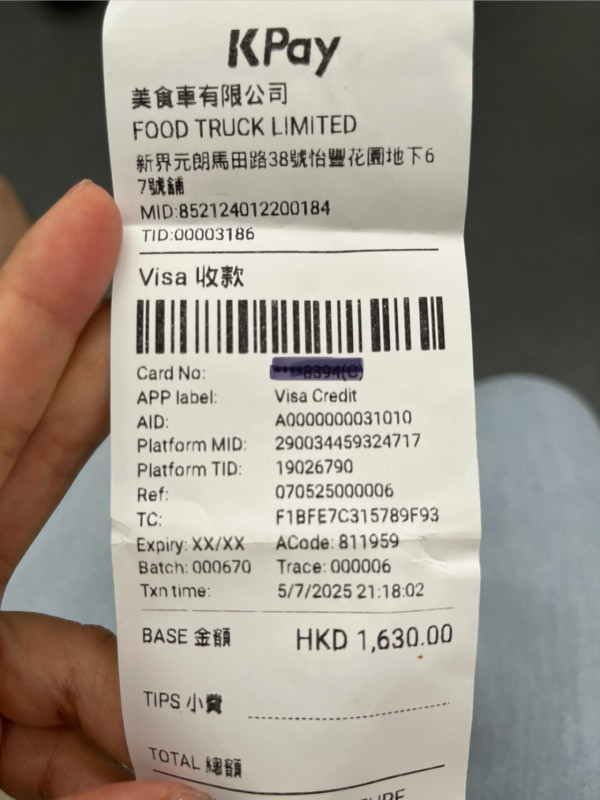 KPay
美食車有限公司
FOOD TRUCK LIMITED
新界元朗馬田路38號怡豐花園地下6
7號舖
MID:852124012200184
TID:00003186
Visa 收款
Card No: ****8394(C)
APP label: Visa Credit
AID: A0000000031010
Platform MID: 290034459324717
Platform TID: 19026790
Ref: 070525000006
TC: F1BFE7C315789F93
Expiry: XX/XX ACode: 811959
Batch: 000670 Trace: 000006
Txn time: 5/7/2025 21:18:02
BASE 金額 HKD 1,630.00
TIPS 小費
TOTAL 總額